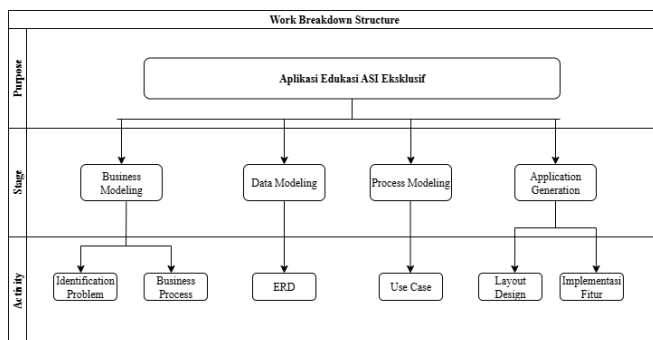 Work Breakdown Structure
Purpose
Aplikasi Edukasi ASI Eksklusif
Stage
Business
Modeling
Data Modeling
Process Modeling
Application
Generation
Activity
Identification
Problem
Business
Process
ERD
Use Case
Layout
Design
Implementasi
Fitur